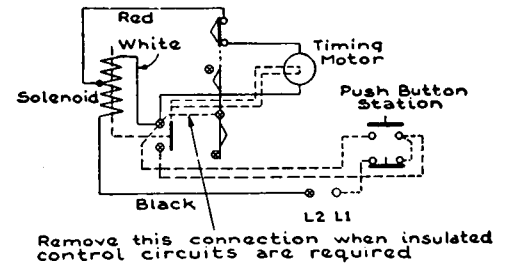 Red
White
Timing
Motor
Solenoid
Push Button
Station
Black
L2 L1
Remove this connection when insulated
control circuits are required